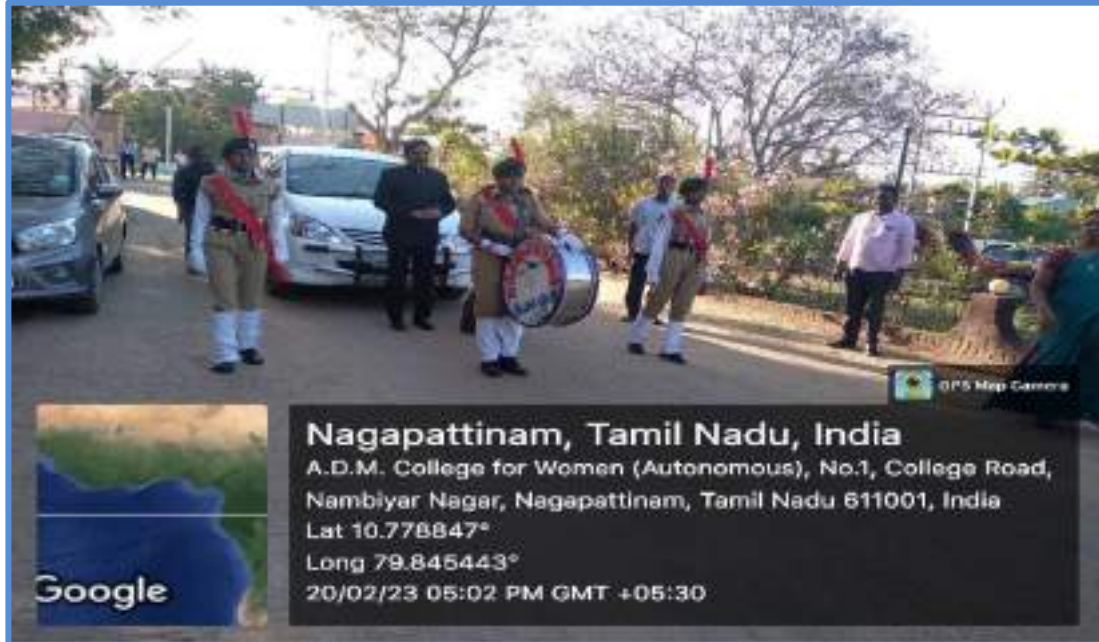 GPS Map Camera
Nagapattinam, Tamil Nadu, India
A.D.M. College for Women (Autonomous), No.1, College Road,
Nambiyar Nagar, Nagapattinam, Tamil Nadu 611001, India
Lat 10.778847°
Long 79.845443°
20/02/23 05:02 PM GMT +05:30
Google